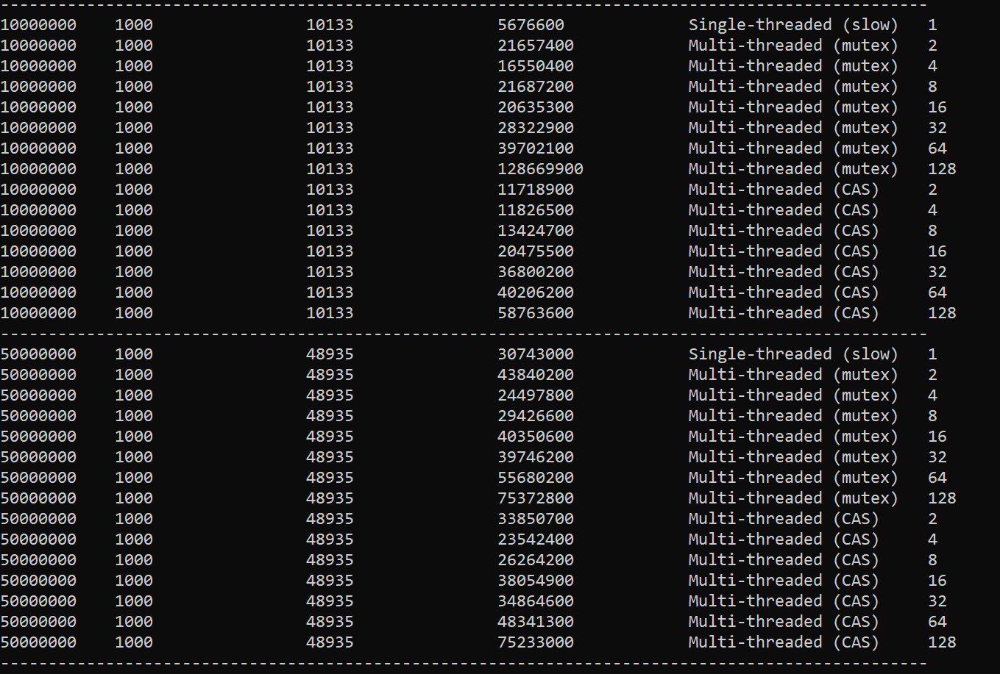 -------------------------------------------------------------------------------------------------
10000000    1000                10133               5676600             Single-threaded (slow)   1
10000000    1000                10133               21657400            Multi-threaded (mutex)   2
10000000    1000                10133               16550400            Multi-threaded (mutex)   4
10000000    1000                10133               21687200            Multi-threaded (mutex)   8
10000000    1000                10133               20635300            Multi-threaded (mutex)   16
10000000    1000                10133               28322900            Multi-threaded (mutex)   32
10000000    1000                10133               39702100            Multi-threaded (mutex)   64
10000000    1000                10133               128669900           Multi-threaded (mutex)   128
10000000    1000                10133               11718900            Multi-threaded (CAS)     2
10000000    1000                10133               11826500            Multi-threaded (CAS)     4
10000000    1000                10133               13424700            Multi-threaded (CAS)     8
10000000    1000                10133               20475500            Multi-threaded (CAS)     16
10000000    1000                10133               36800200            Multi-threaded (CAS)     32
10000000    1000                10133               40206200            Multi-threaded (CAS)     64
10000000    1000                10133               58763600            Multi-threaded (CAS)     128
-------------------------------------------------------------------------------------------------
50000000    1000                48935               30743000            Single-threaded (slow)   1
50000000    1000                48935               43840200            Multi-threaded (mutex)   2
50000000    1000                48935               24497800            Multi-threaded (mutex)   4
50000000    1000                48935               29426600            Multi-threaded (mutex)   8
50000000    1000                48935               40350600            Multi-threaded (mutex)   16
50000000    1000                48935               39746200            Multi-threaded (mutex)   32
50000000    1000                48935               55680200            Multi-threaded (mutex)   64
50000000    1000                48935               75372800            Multi-threaded (mutex)   128
50000000    1000                48935               33850700            Multi-threaded (CAS)     2
50000000    1000                48935               23542400            Multi-threaded (CAS)     4
50000000    1000                48935               26264200            Multi-threaded (CAS)     8
50000000    1000                48935               38054900            Multi-threaded (CAS)     16
50000000    1000                48935               34864600            Multi-threaded (CAS)     32
50000000    1000                48935               48341300            Multi-threaded (CAS)     64
50000000    1000                48935               75233000            Multi-threaded (CAS)     128
-------------------------------------------------------------------------------------------------